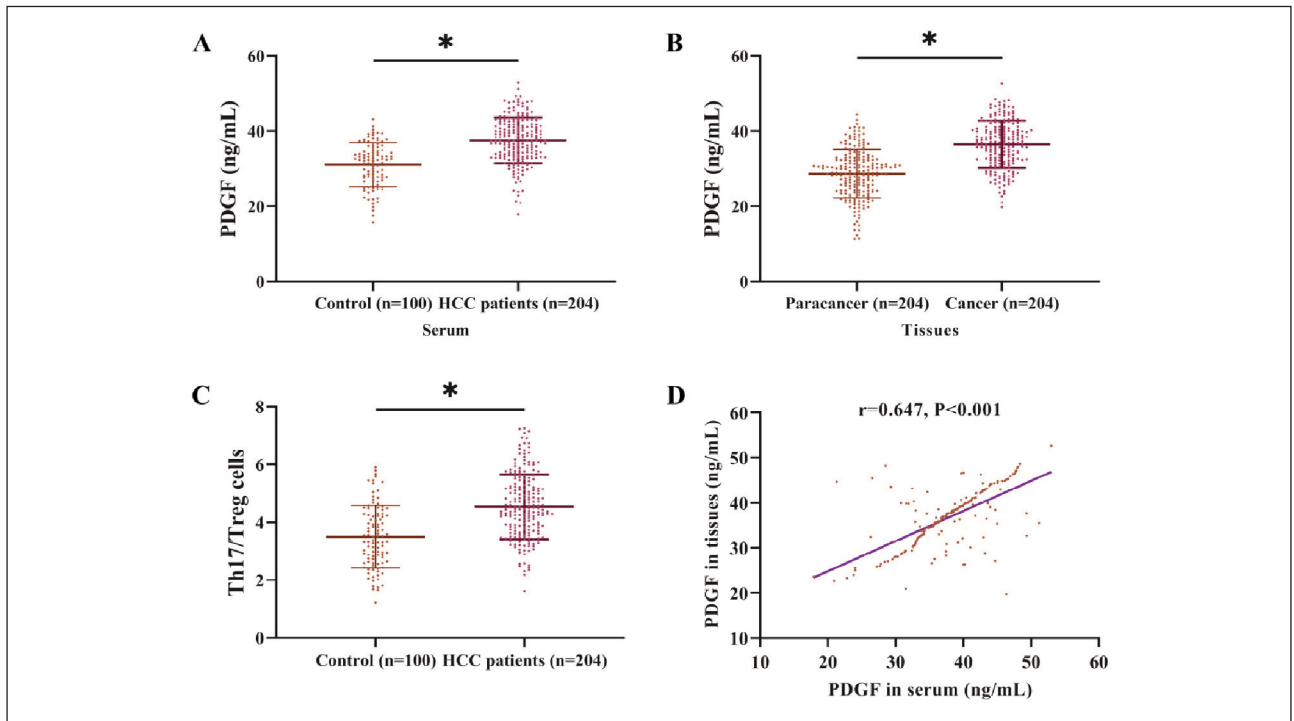 A
*
60
40
20
0
PDGF (ng/mL)
Control (n=100) HCC patients (n=204)
Serum
B
*
60
40
20
0
PDGF (ng/mL)
Paracancer (n=204) Cancer (n=204)
Tissues
C
*
8
6
4
2
0
Th17/Treg cells
Control (n=100) HCC patients (n=204)
D
r=0.647, P<0.001
60
50
40
30
20
10
PDGF in tissues (ng/mL)
10 20 30 40 50 60
PDGF in serum (ng/mL)